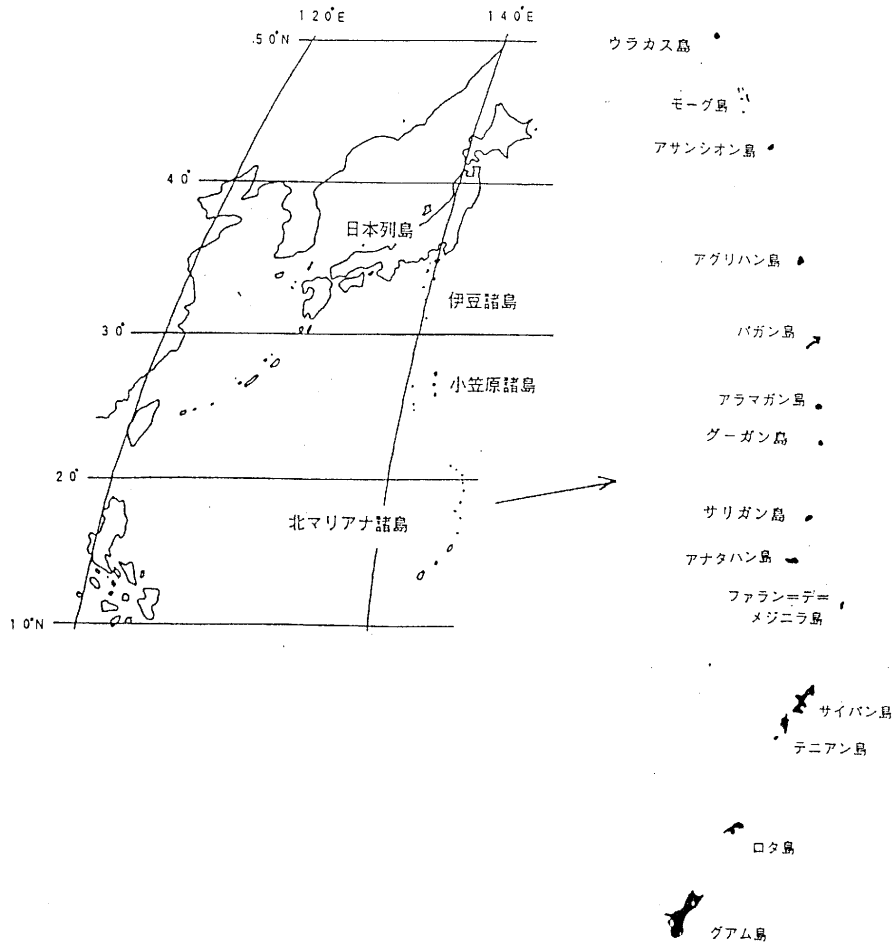 120°E
140°E
50°N
40°
日本列島
伊豆諸島
30°
小笠原諸島
20°
北マリアナ諸島
10°N
ウラカス島
モーグ島
アサンシオン島
アグリハン島
パガン島
アラマガン島
グーガン島
サリガン島
アナタハン島
ファラン=デ=
メジニラ島
サイパン島
テニアン島
ロタ島
グアム島